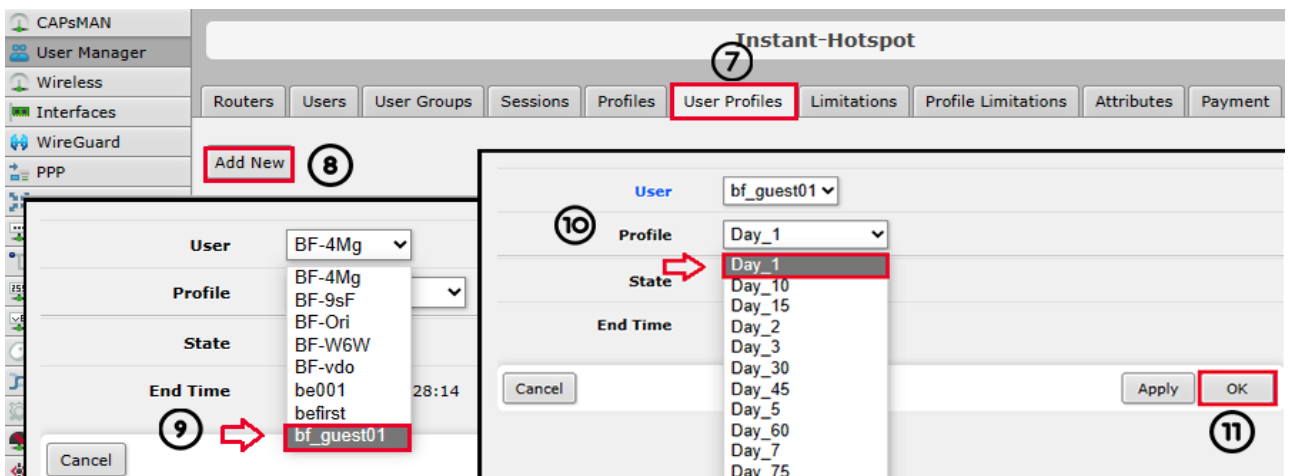 CAPsMAN
User Manager
Wireless
Interfaces
WireGuard
PPP
Instant-Hotspot
7
Routers Users User Groups Sessions Profiles User Profiles Limitations Profile Limitations Attributes Payment
Add New 8
User BF-4Mg
BF-4Mg
BF-9sF
BF-Ori
BF-W6W
BF-vdo
be001
befirst
bf_guest01
Profile
State
End Time 28:14
9
Cancel
User bf_guest01
10 Profile Day_1
Day_1
Day_10
Day_15
Day_2
Day_3
Day_30
Day_45
Day_5
Day_60
Day_7
Day_75
State
End Time
Cancel Apply OK
11